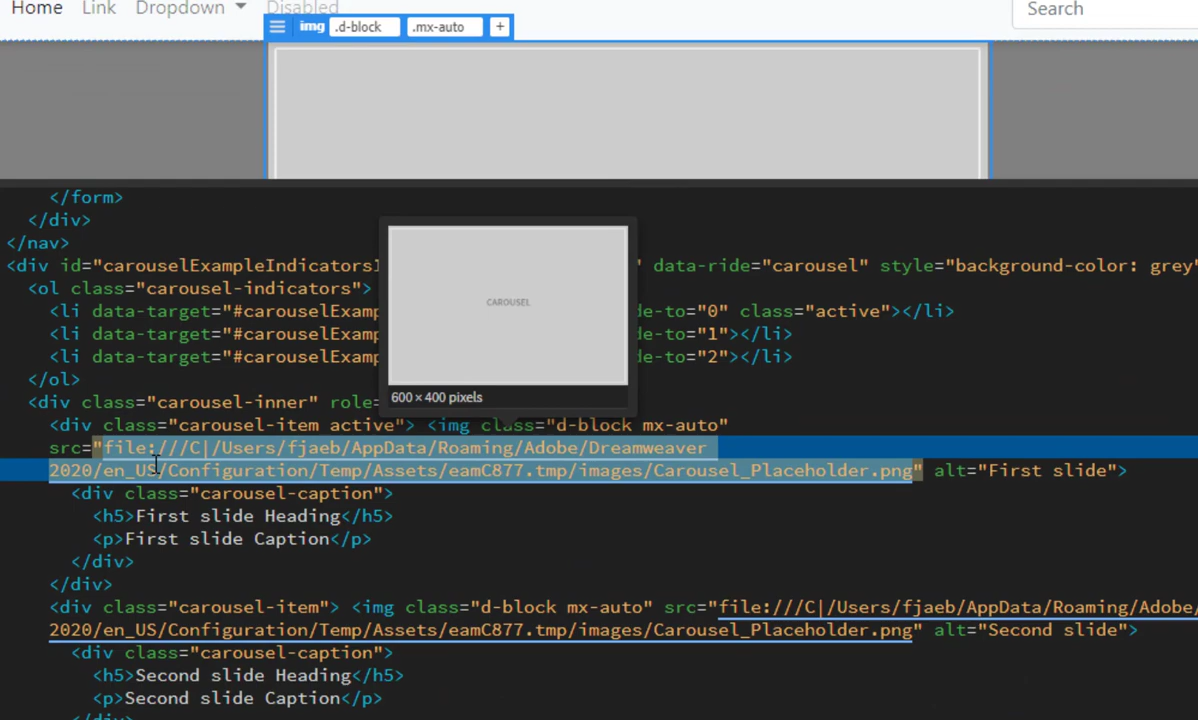 Home Link Dropdown Disabled Search
img .d-block .mx-auto +
</form>
</div>
</nav>
<div id="carouselExampleIndicators1 " data-ride="carousel" style="background-color: grey"
<ol class="carousel-indicators">
<li data-target="#carouselExamp de-to="0" class="active"></li>
<li data-target="#carouselExamp de-to="1"></li>
<li data-target="#carouselExamp de-to="2"></li>
</ol>
CAROUSEL
600 × 400 pixels
<div class="carousel-inner" role=
<div class="carousel-item active"> <img class="d-block mx-auto"
src="file:///C|/Users/fjaeb/AppData/Roaming/Adobe/Dreamweaver
2020/en_US/Configuration/Temp/Assets/eamC877.tmp/images/Carousel_Placeholder.png" alt="First slide">
<div class="carousel-caption">
<h5>First slide Heading</h5>
<p>First slide Caption</p>
</div>
</div>
<div class="carousel-item"> <img class="d-block mx-auto" src="file:///C|/Users/fjaeb/AppData/Roaming/Adobe/
2020/en_US/Configuration/Temp/Assets/eamC877.tmp/images/Carousel_Placeholder.png" alt="Second slide">
<div class="carousel-caption">
<h5>Second slide Heading</h5>
<p>Second slide Caption</p>
</div>